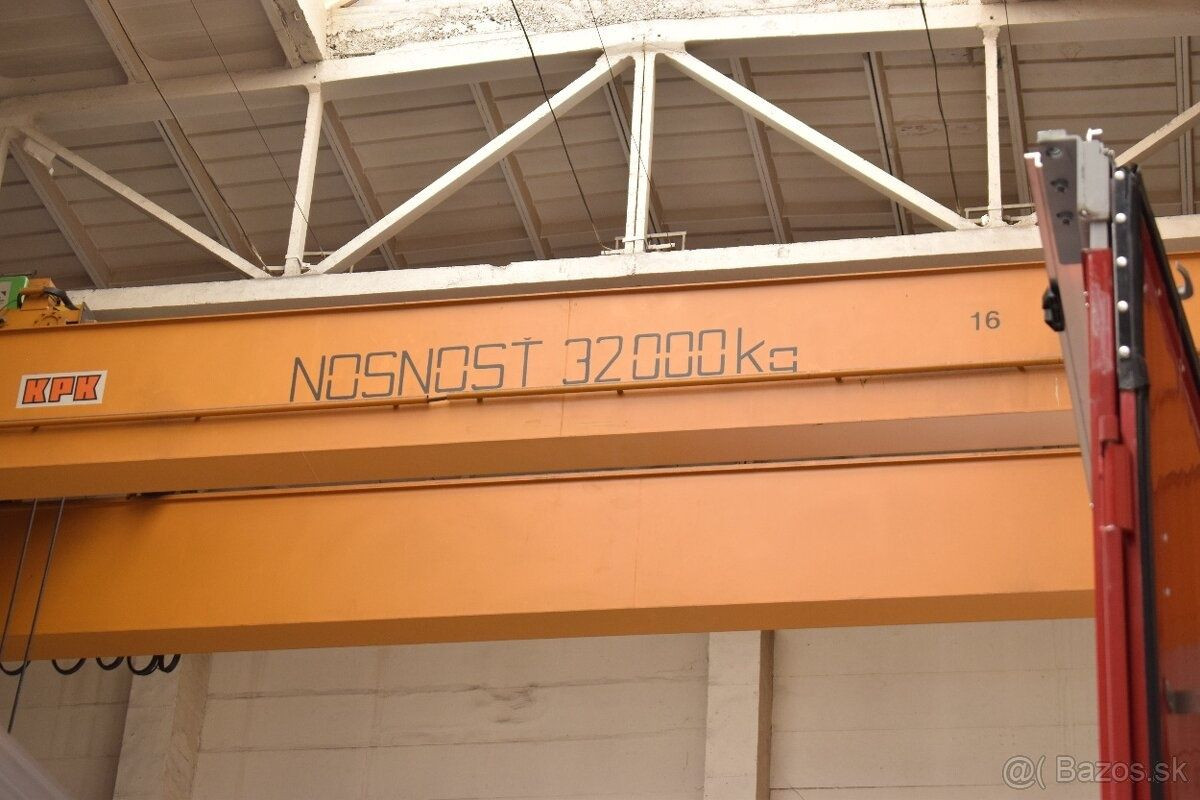 16
NOSNOSŤ 32000kg
KPK
@( Bazos.sk